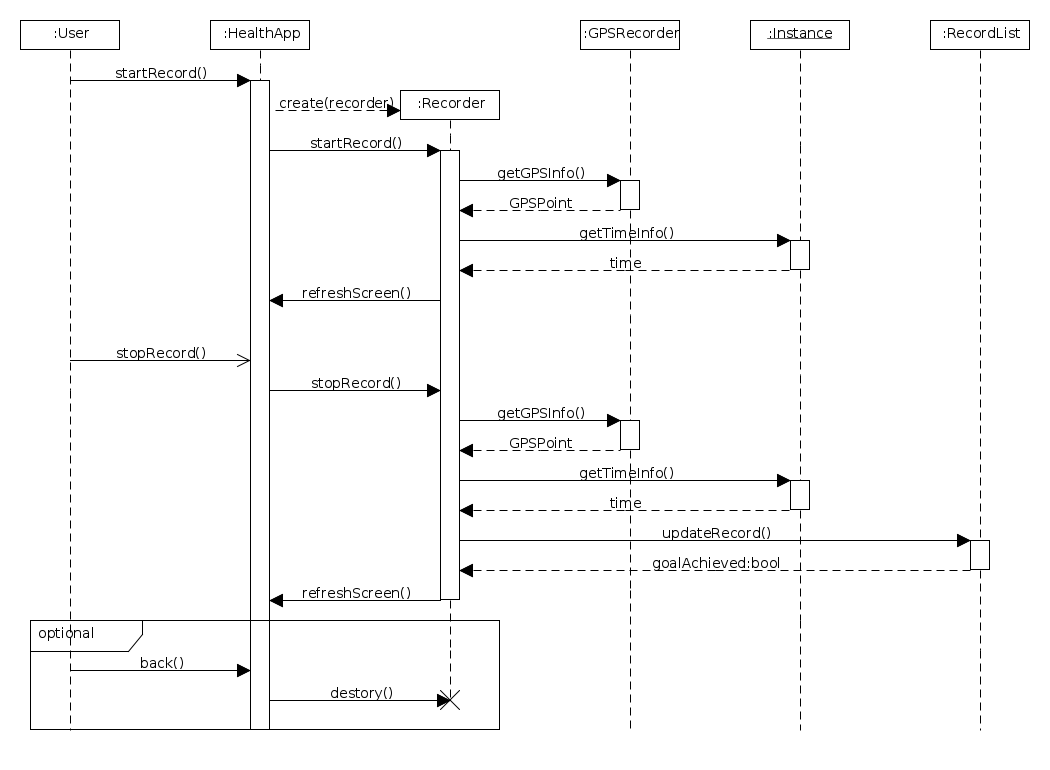 :User
:HealthApp
:GPSRecorder
:Instance
:RecordList
startRecord()
create(recorder)
:Recorder
startRecord()
getGPSInfo()
GPSPoint
getTimeInfo()
time
refreshScreen()
stopRecord()
stopRecord()
getGPSInfo()
GPSPoint
getTimeInfo()
time
updateRecord()
goalAchieved:bool
refreshScreen()
optional
back()
destory()